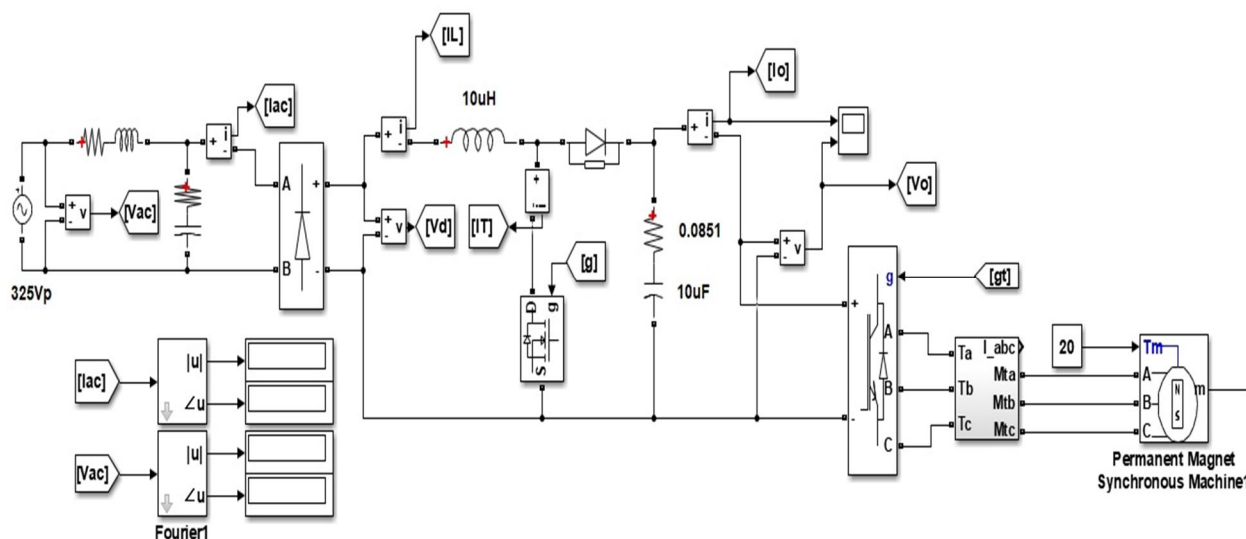 [IL]
[Io]
10uH
[Iac]
i
i
i
+
-
[Vac]
v
A
B
+
-
[Vd]
v
[IT]
[g]
D
g
S
0.0851
10uF
v
[Vo]
325Vp
g
[gt]
+
-
A
B
C
Ta
Tb
Tc
I_abc
Mta
Mtb
Mtc
20
Tm
A
B
C
N
S
m
Permanent Magnet
Synchronous Machine1
[Iac]
|u|
∠u
[Vac]
|u|
∠u
Fourier1